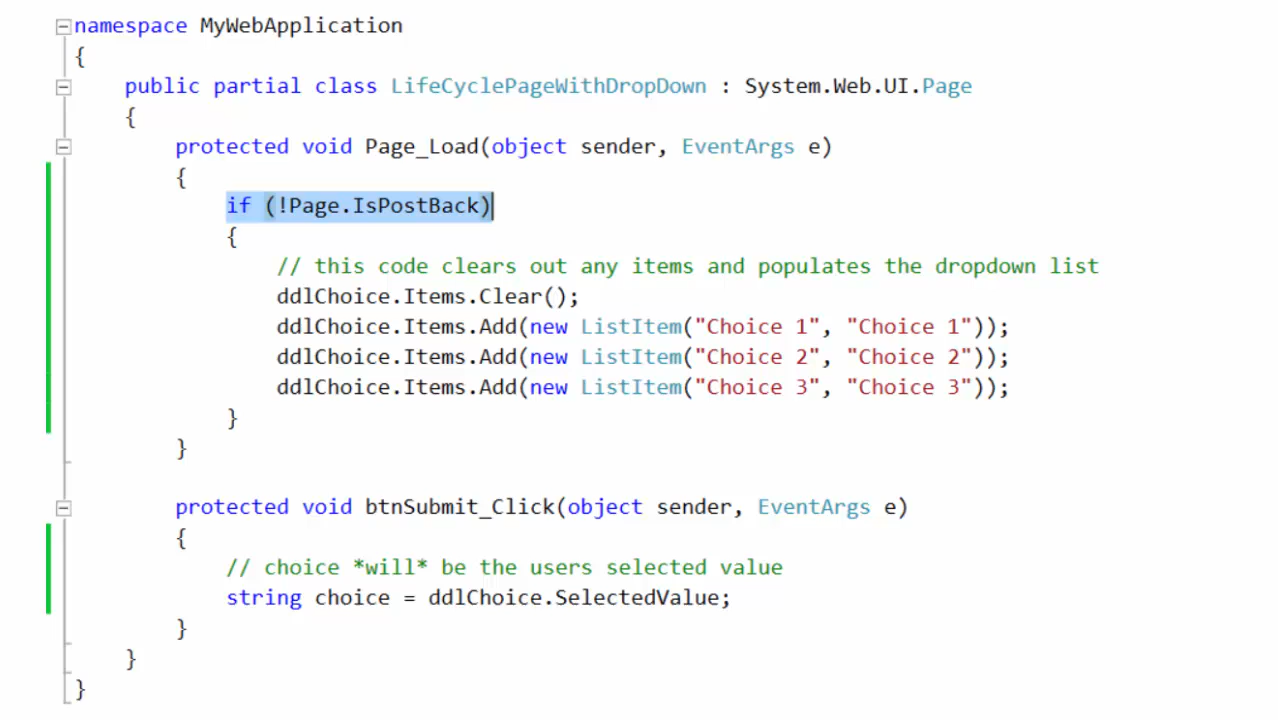 namespace MyWebApplication
{
public partial class LifeCyclePageWithDropDown : System.Web.UI.Page
{
protected void Page_Load(object sender, EventArgs e)
{
if (!Page.IsPostBack)
{
// this code clears out any items and populates the dropdown list
ddlChoice.Items.Clear();
ddlChoice.Items.Add(new ListItem("Choice 1", "Choice 1"));
ddlChoice.Items.Add(new ListItem("Choice 2", "Choice 2"));
ddlChoice.Items.Add(new ListItem("Choice 3", "Choice 3"));
}
}
protected void btnSubmit_Click(object sender, EventArgs e)
{
// choice *will* be the users selected value
string choice = ddlChoice.SelectedValue;
}
}
}